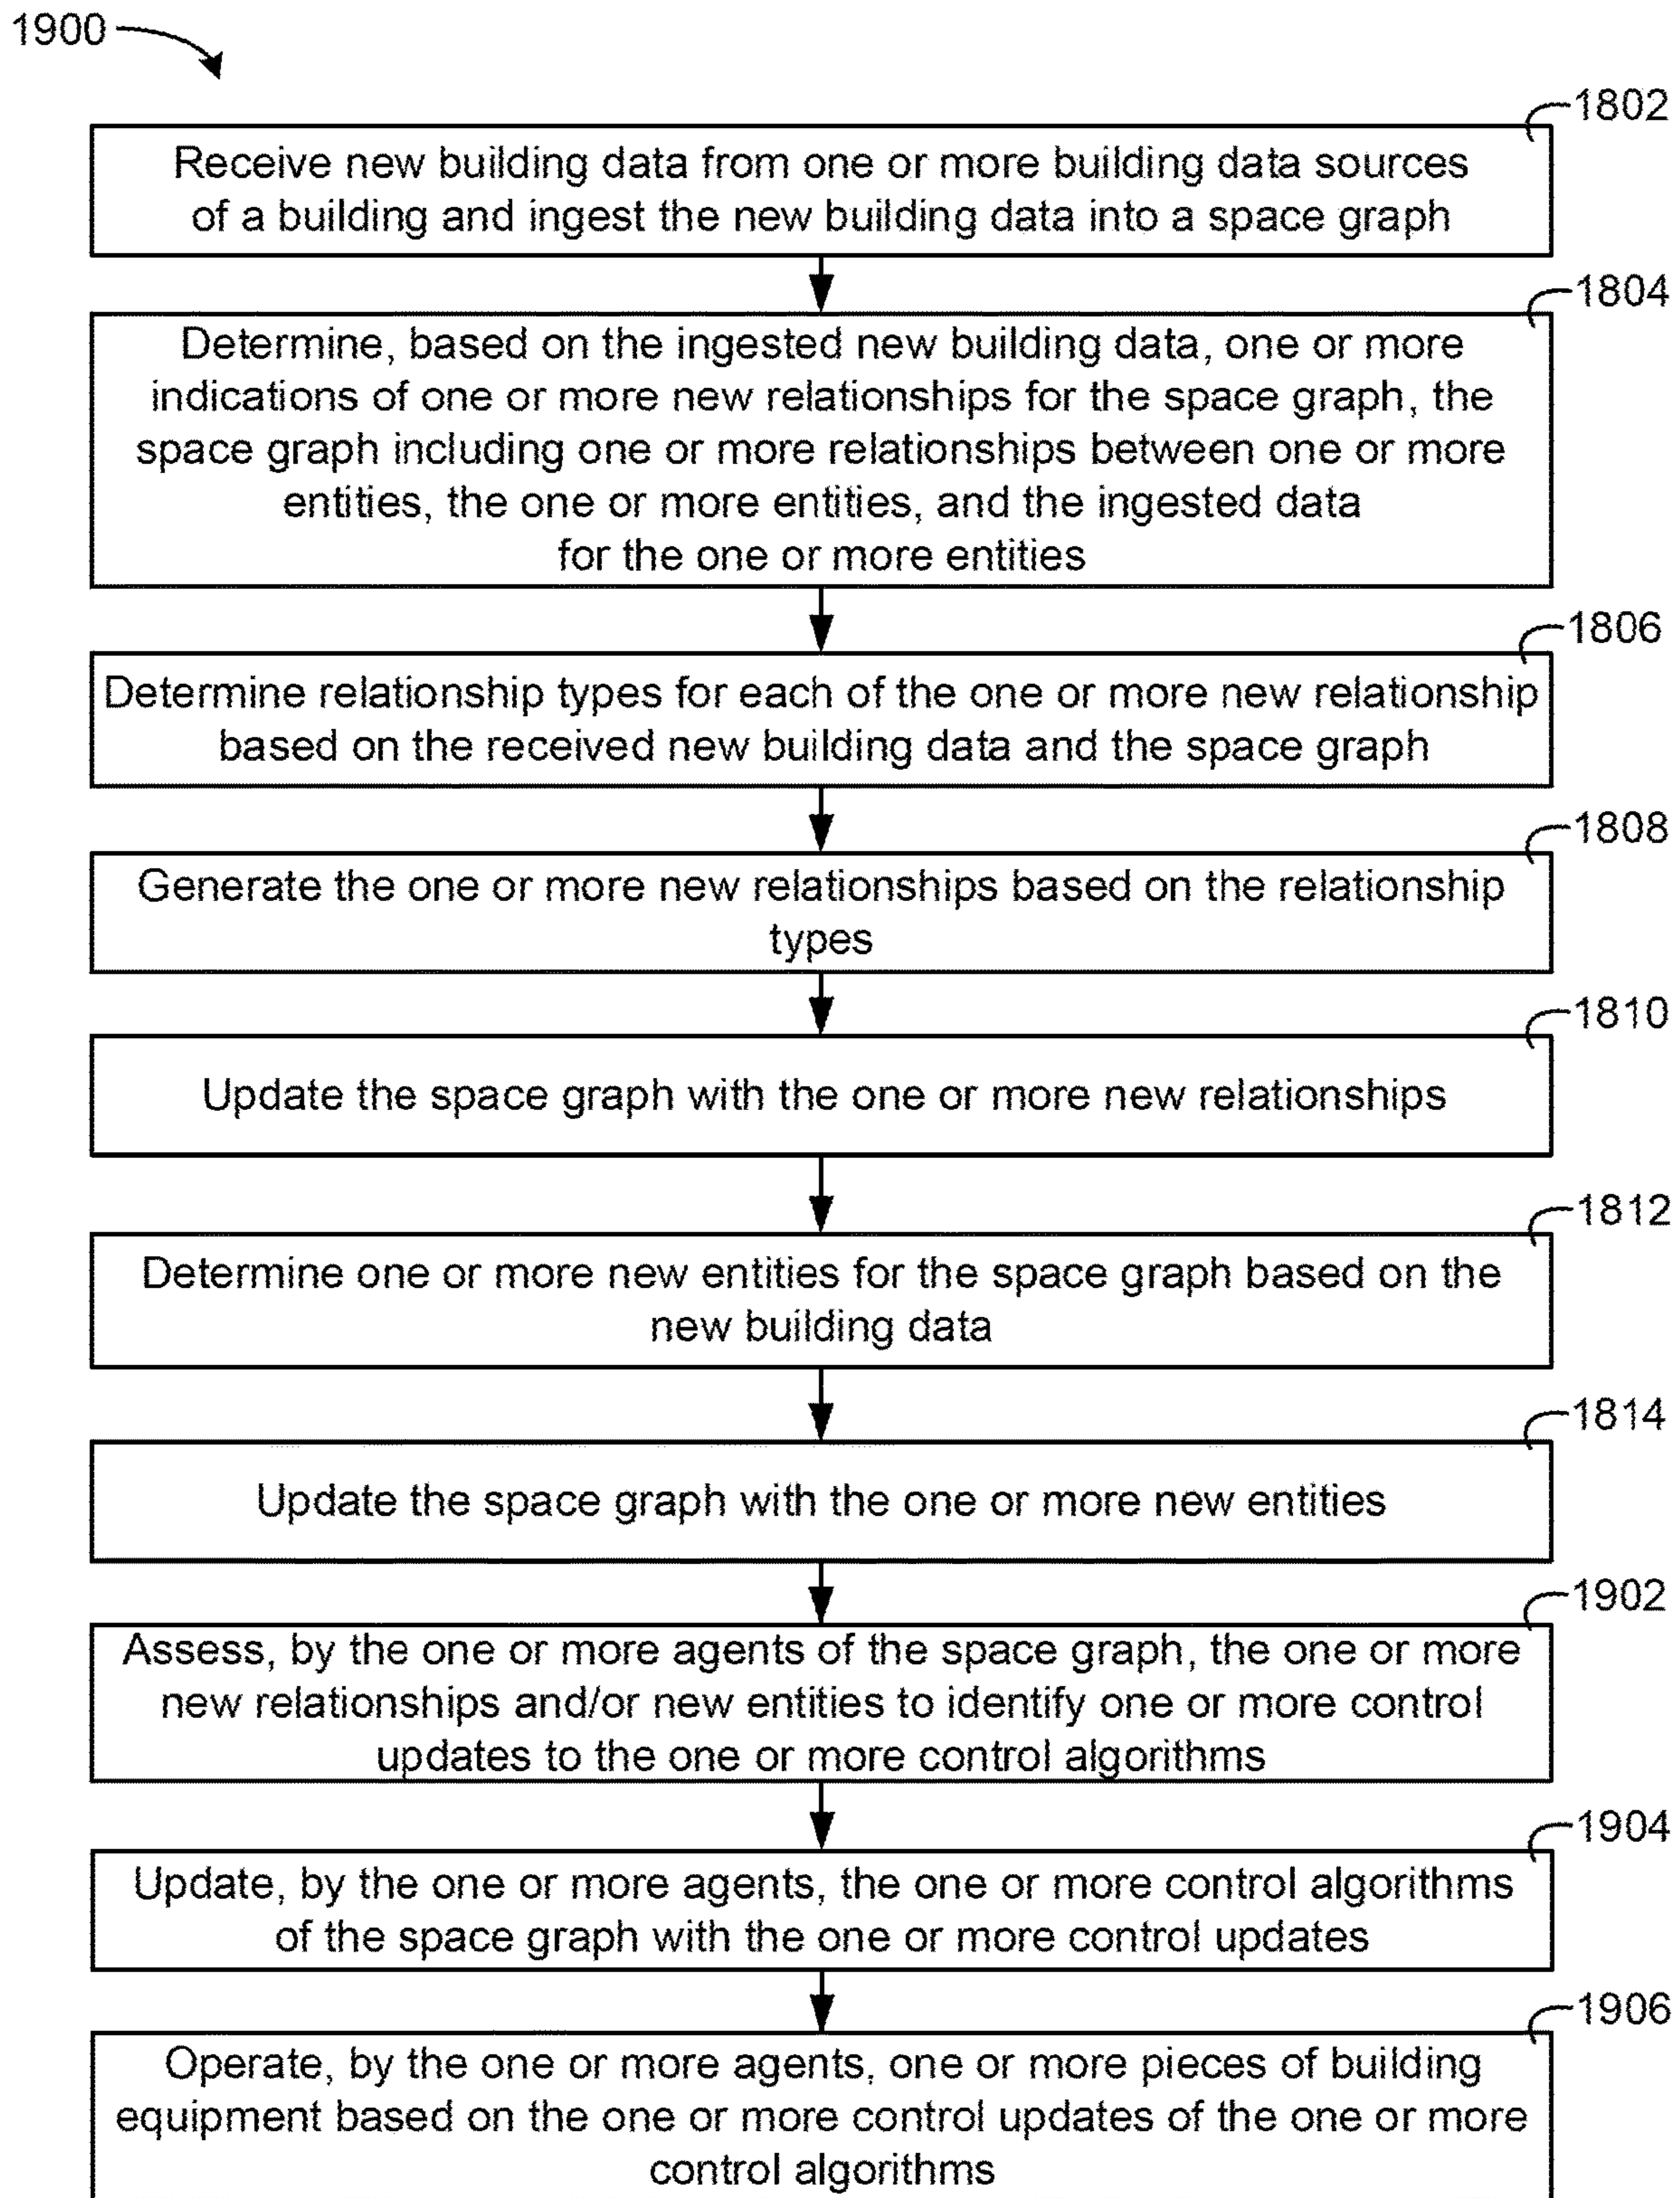 1900
1802
Receive new building data from one or more building data sources
of a building and ingest the new building data into a space graph
1804
Determine, based on the ingested new building data, one or more
indications of one or more new relationships for the space graph, the
space graph including one or more relationships between one or more
entities, the one or more entities, and the ingested data
for the one or more entities
1806
Determine relationship types for each of the one or more new relationship
based on the received new building data and the space graph
1808
Generate the one or more new relationships based on the relationship
types
1810
Update the space graph with the one or more new relationships
1812
Determine one or more new entities for the space graph based on the
new building data
1814
Update the space graph with the one or more new entities
1902
Assess, by the one or more agents of the space graph, the one or more
new relationships and/or new entities to identify one or more control
updates to the one or more control algorithms
1904
Update, by the one or more agents, the one or more control algorithms
of the space graph with the one or more control updates
1906
Operate, by the one or more agents, one or more pieces of building
equipment based on the one or more control updates of the one or more
control algorithms